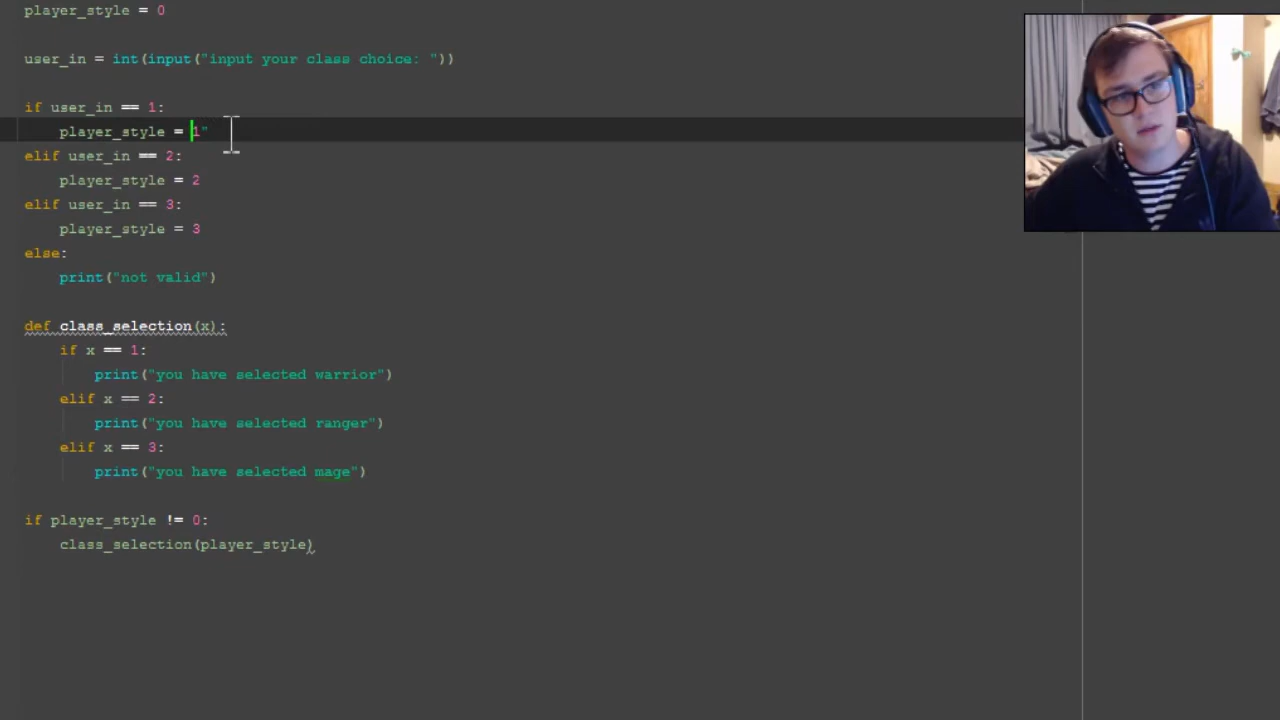 player_style = 0
user_in = int(input("input your class choice: "))
if user_in == 1:
player_style = 1"
elif user_in == 2:
player_style = 2
elif user_in == 3:
player_style = 3
else:
print("not valid")
def class_selection(x):
if x == 1:
print("you have selected warrior")
elif x == 2:
print("you have selected ranger")
elif x == 3:
print("you have selected mage")
if player_style != 0:
class_selection(player_style)